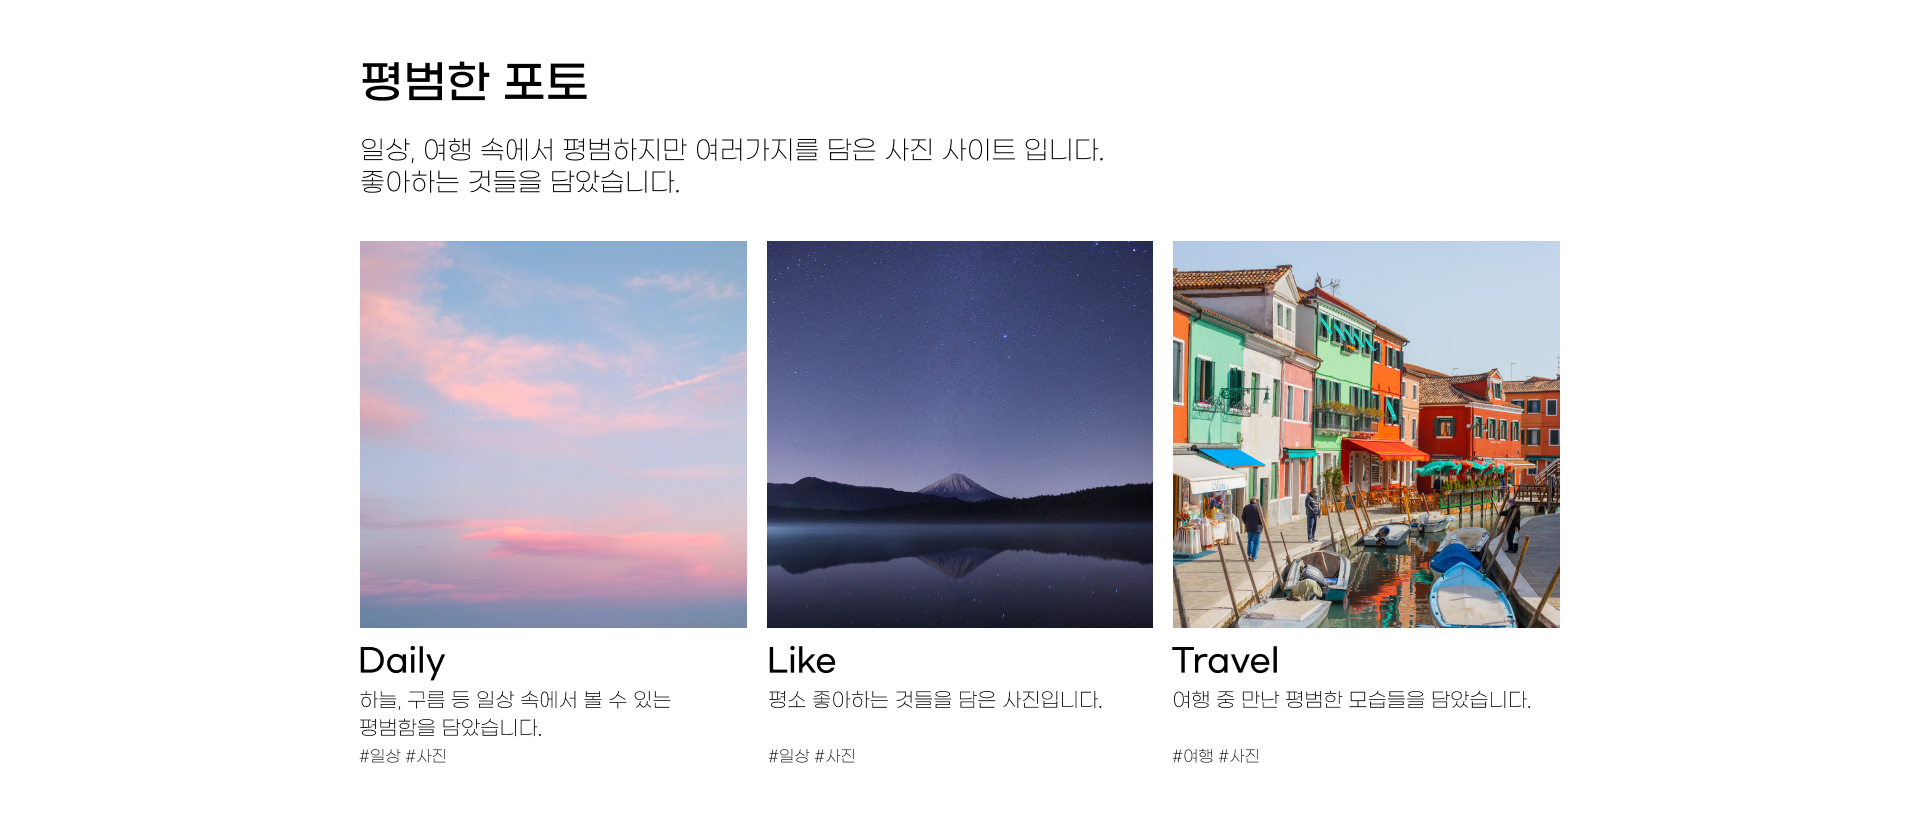 평범한 포토
일상, 여행 속에서 평범하지만 여러가지를 담은 사진 사이트 입니다.
좋아하는 것들을 담았습니다.
Daily
하늘, 구름 등 일상 속에서 볼 수 있는
평범함을 담았습니다.
#일상 #사진
Like
평소 좋아하는 것들을 담은 사진입니다.
#일상 #사진
Travel
여행 중 만난 평범한 모습들을 담았습니다.
#여행 #사진